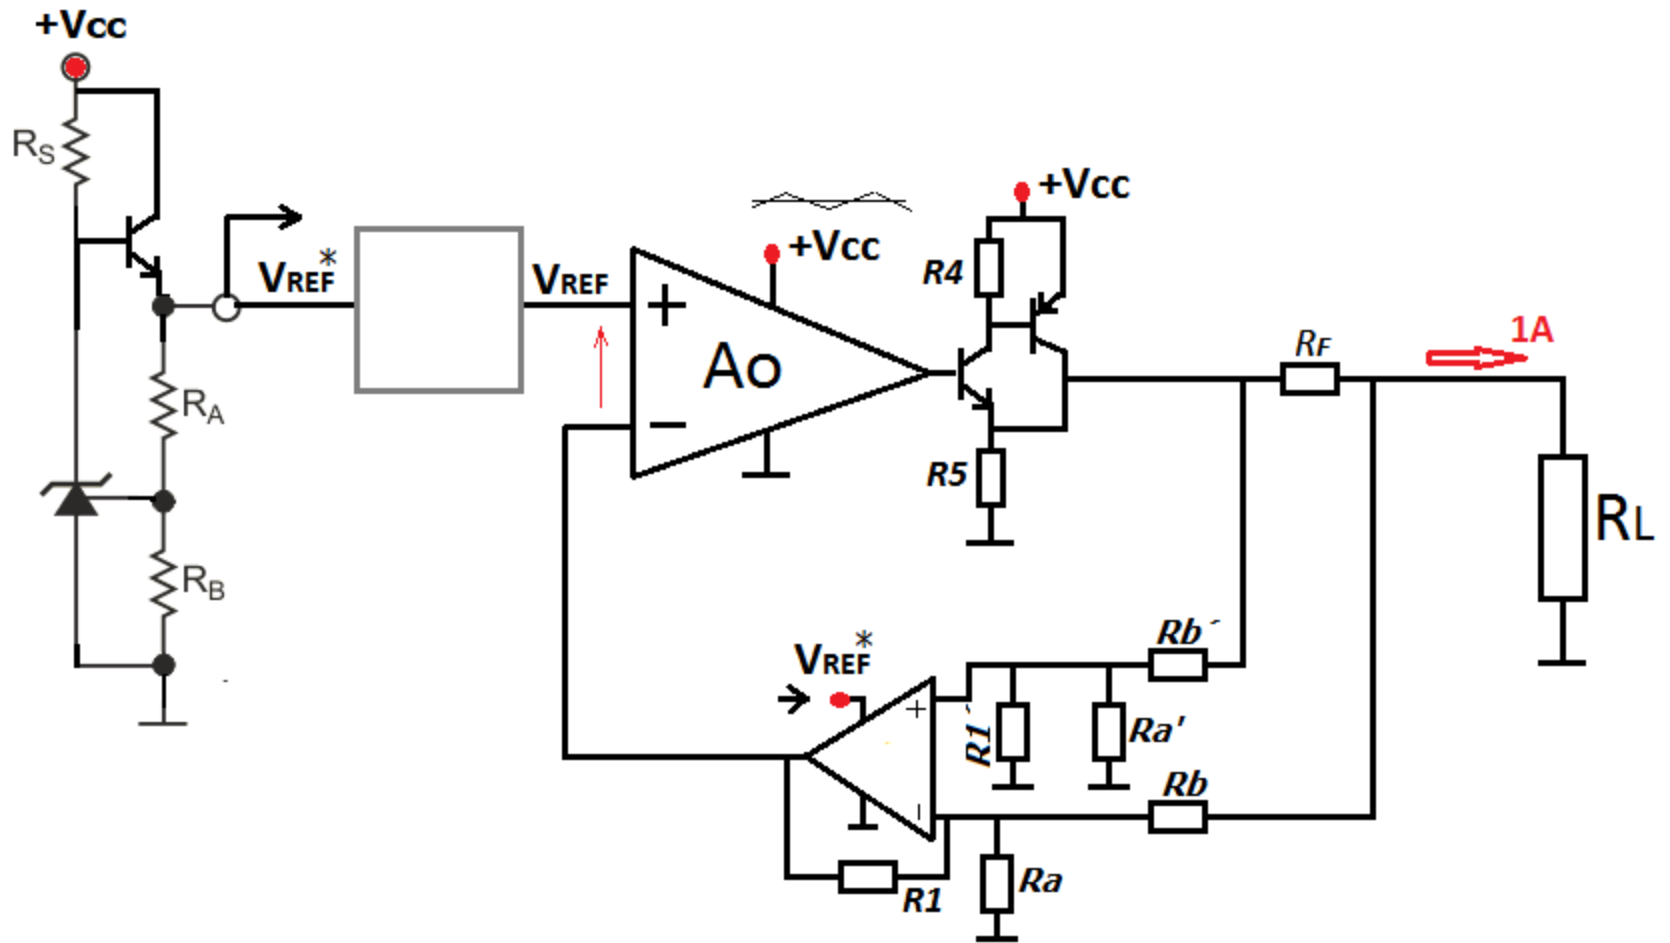 +Vcc
RS
VREF*
VREF
+Vcc
+Vcc
R4
Ao
+
−
RA
RB
R5
RF
1A
RL
Rb´
VREF*
+
R1´
Ra'
Rb
R1
Ra